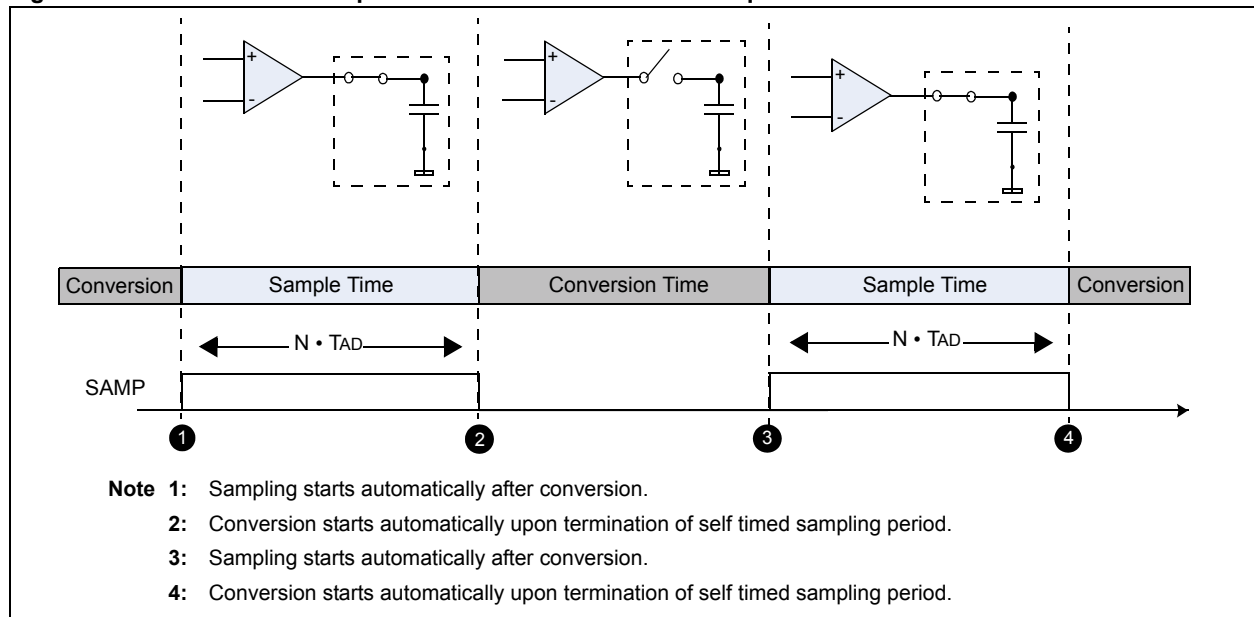 +
-
+
-
+
-
Conversion Sample Time Conversion Time Sample Time Conversion
N • TAD N • TAD
SAMP
1 2 3 4
Note 1: Sampling starts automatically after conversion.
2: Conversion starts automatically upon termination of self timed sampling period.
3: Sampling starts automatically after conversion.
4: Conversion starts automatically upon termination of self timed sampling period.